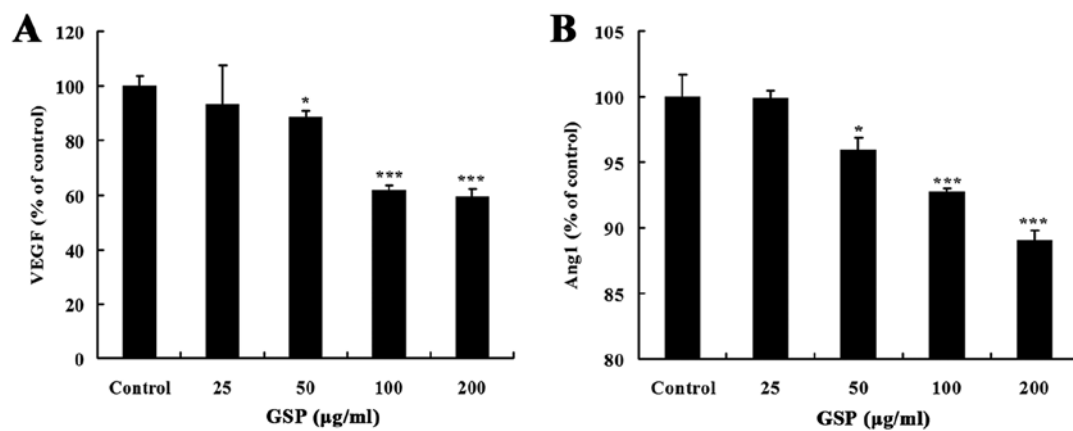 A
VEGF (% of control)
120
100
80
60
40
20
0
*
***
***
Control 25 50 100 200
GSP (µg/ml)
B
Ang1 (% of control)
105
100
95
90
85
80
*
***
***
Control 25 50 100 200
GSP (µg/ml)